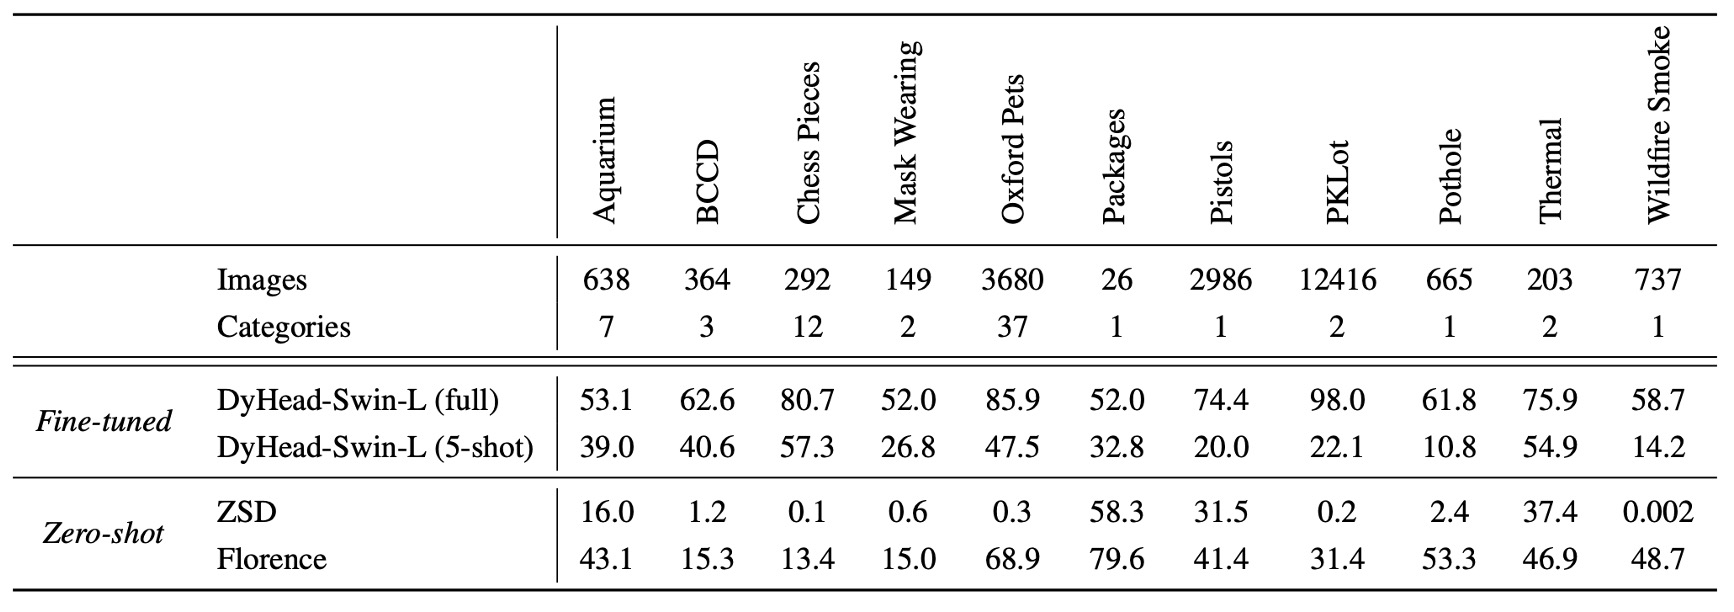 Aquarium BCCD Chess Pieces Mask Wearing Oxford Pets Packages Pistols PKLot Pothole Thermal Wildfire Smoke
Images 638 364 292 149 3680 26 2986 12416 665 203 737
Categories 7 3 12 2 37 1 1 2 1 2 1
Fine-tuned
DyHead-Swin-L (full) 53.1 62.6 80.7 52.0 85.9 52.0 74.4 98.0 61.8 75.9 58.7
DyHead-Swin-L (5-shot) 39.0 40.6 57.3 26.8 47.5 32.8 20.0 22.1 10.8 54.9 14.2
Zero-shot
ZSD 16.0 1.2 0.1 0.6 0.3 58.3 31.5 0.2 2.4 37.4 0.002
Florence 43.1 15.3 13.4 15.0 68.9 79.6 41.4 31.4 53.3 46.9 48.7